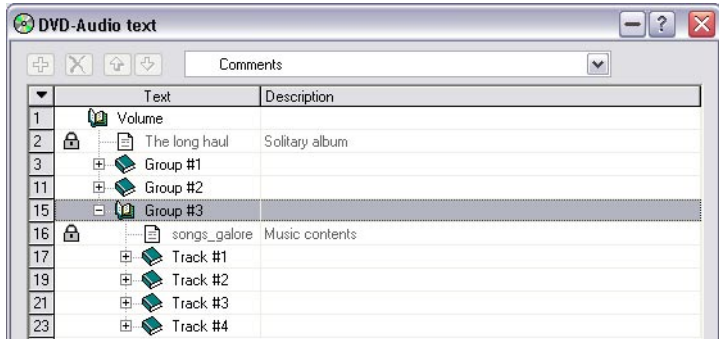 DVD-Audio text
Comments
Text Description
1 Volume
2 The long haul Solitary album
3 Group #1
11 Group #2
15 Group #3
16 songs_galore Music contents
17 Track #1
19 Track #2
21 Track #3
23 Track #4